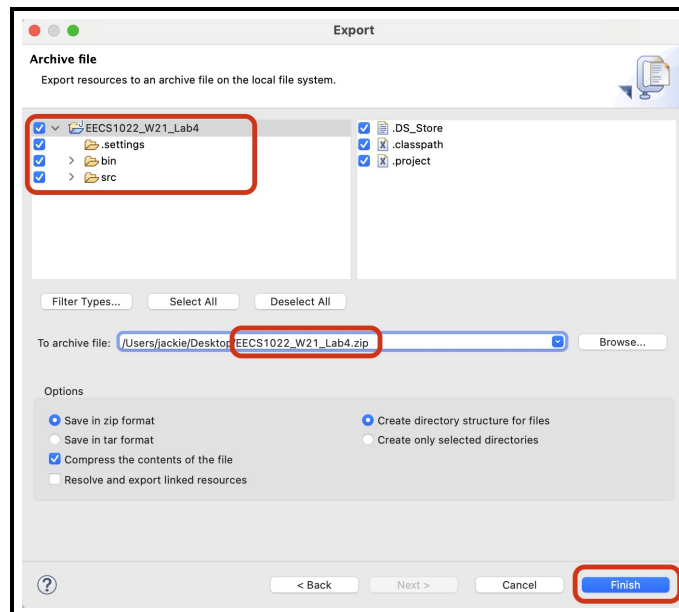 Export
Archive file
Export resources to an archive file on the local file system.
EECS1022_W21_Lab4
.settings
bin
src
.DS_Store
.classpath
.project
Filter Types...
Select All
Deselect All
To archive file:
/Users/jackie/Desktop/EECS1022_W21_Lab4.zip
Browse...
Options
Save in zip format
Save in tar format
Compress the contents of the file
Resolve and export linked resources
Create directory structure for files
Create only selected directories
?
< Back
Next >
Cancel
Finish